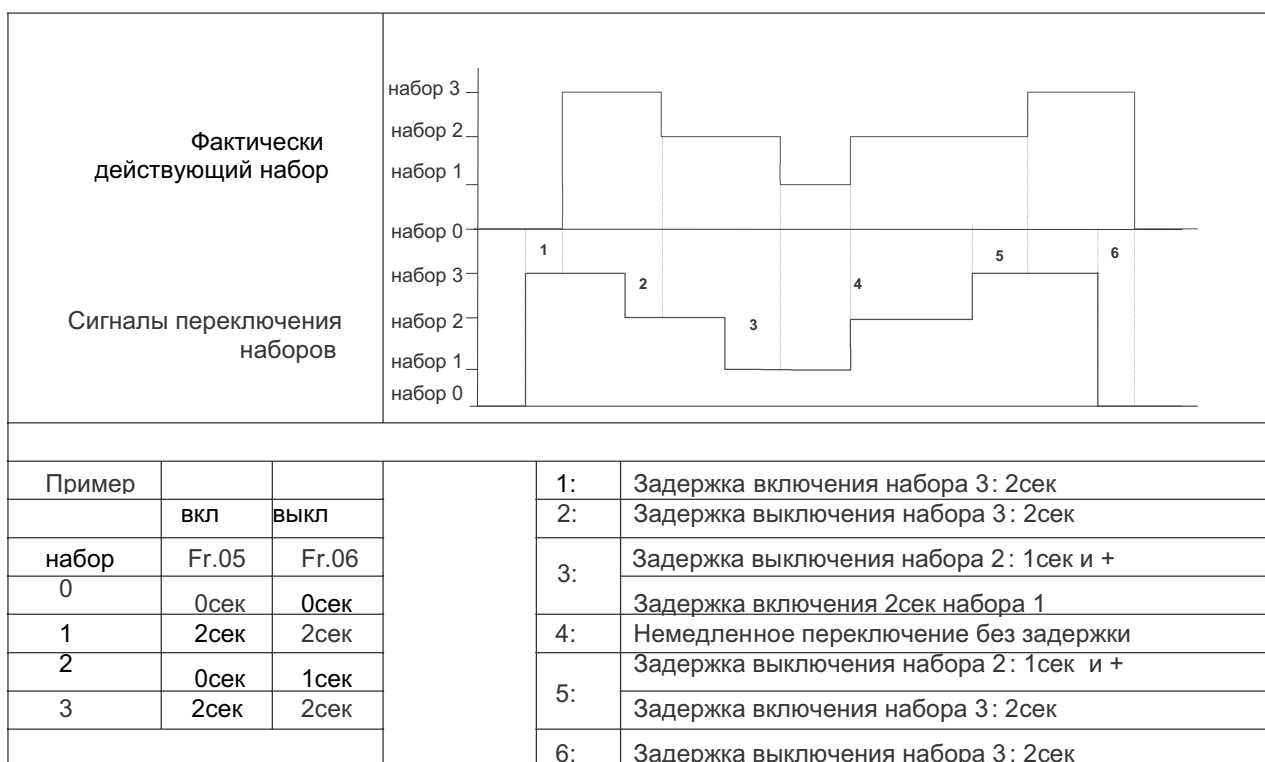 набор 3
набор 2
Фактически
действующий набор
набор 1
набор 0
1
5
6
набор 3
2
4
Сигналы переключения
наборов
набор 2
3
набор 1
набор 0
Пример
1: Задержка включения набора 3: 2сек
вкл выкл
2: Задержка выключения набора 3: 2сек
набор Fr.05 Fr.06
3: Задержка выключения набора 2: 1сек и +
0 0сек 0сек
Задержка включения 2сек набора 1
1 2сек 2сек
4: Немедленное переключение без задержки
2 0сек 1сек
5: Задержка выключения набора 2: 1сек и +
3 2сек 2сек
Задержка включения набора 3: 2сек
6: Задержка выключения набора 3: 2сек